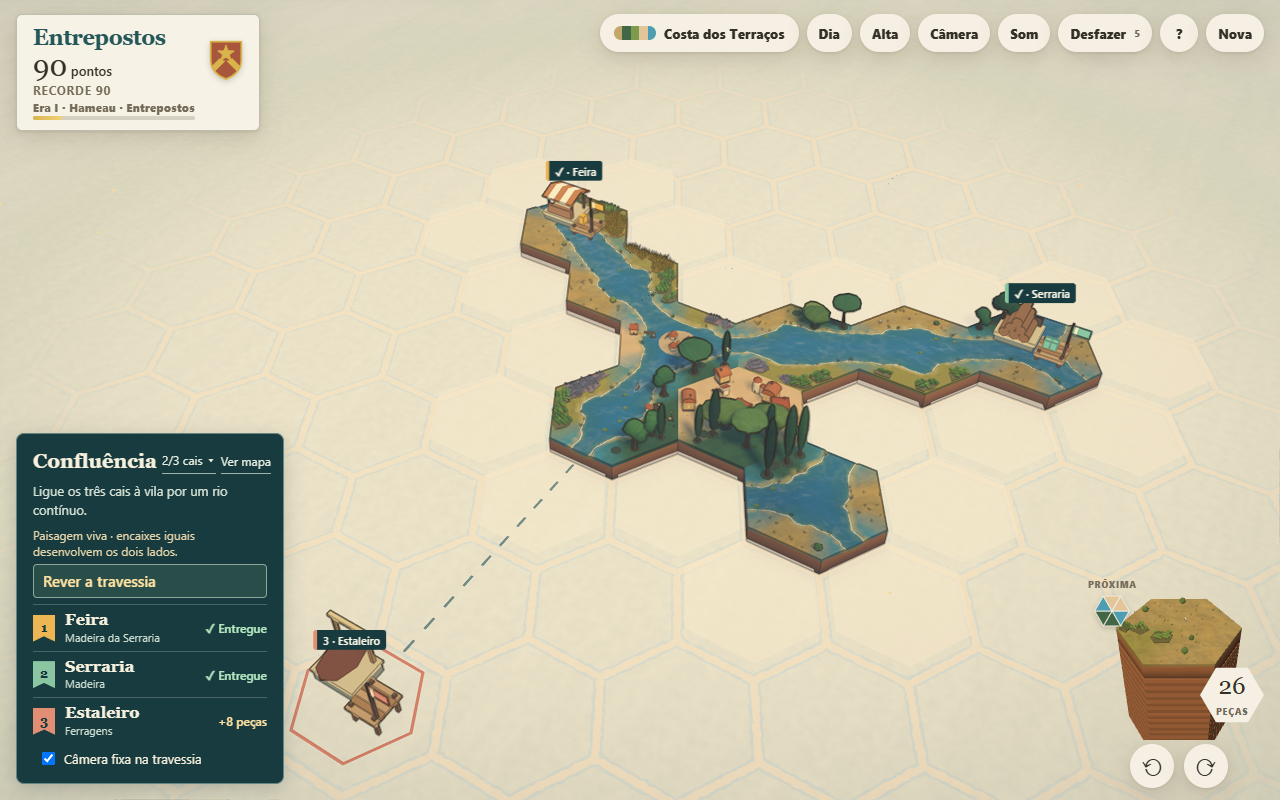 Entrepostos
90 pontos
RECORDE 90
Era I · Hameau · Entrepostos
Costa dos Terraços
Dia
Alta
Câmera
Som
Desfazer 5
?
Nova
✓ · Feira
✓ · Serraria
3 · Estaleiro
Confluência 2/3 cais Ver mapa
Ligue os três cais à vila por um rio
contínuo.
Paisagem viva · encaixes iguais
desenvolvem os dois lados.
Rever a travessia
1 Feira ✓ Entregue
Madeira da Serraria
2 Serraria ✓ Entregue
Madeira
3 Estaleiro +8 peças
Ferragens
Câmera fixa na travessia
PRÓXIMA
26
PEÇAS